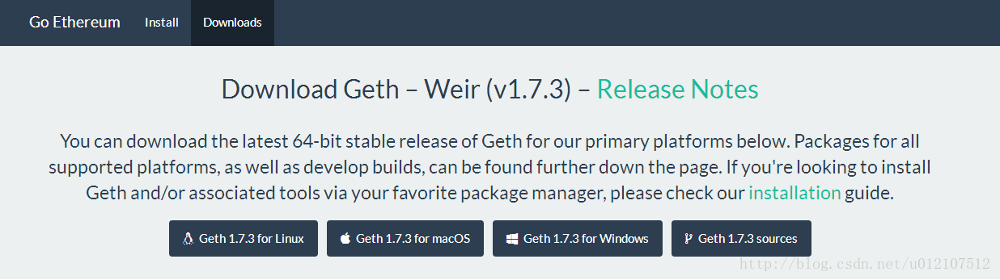 Go Ethereum Install Downloads
Download Geth – Weir (v1.7.3) – Release Notes
You can download the latest 64-bit stable release of Geth for our primary platforms below. Packages for all
supported platforms, as well as develop builds, can be found further down the page. If you're looking to install
Geth and/or associated tools via your favorite package manager, please check our installation guide.
Geth 1.7.3 for Linux Geth 1.7.3 for macOS Geth 1.7.3 for Windows Geth 1.7.3 sources
http://blog.csdn.net/u012107512